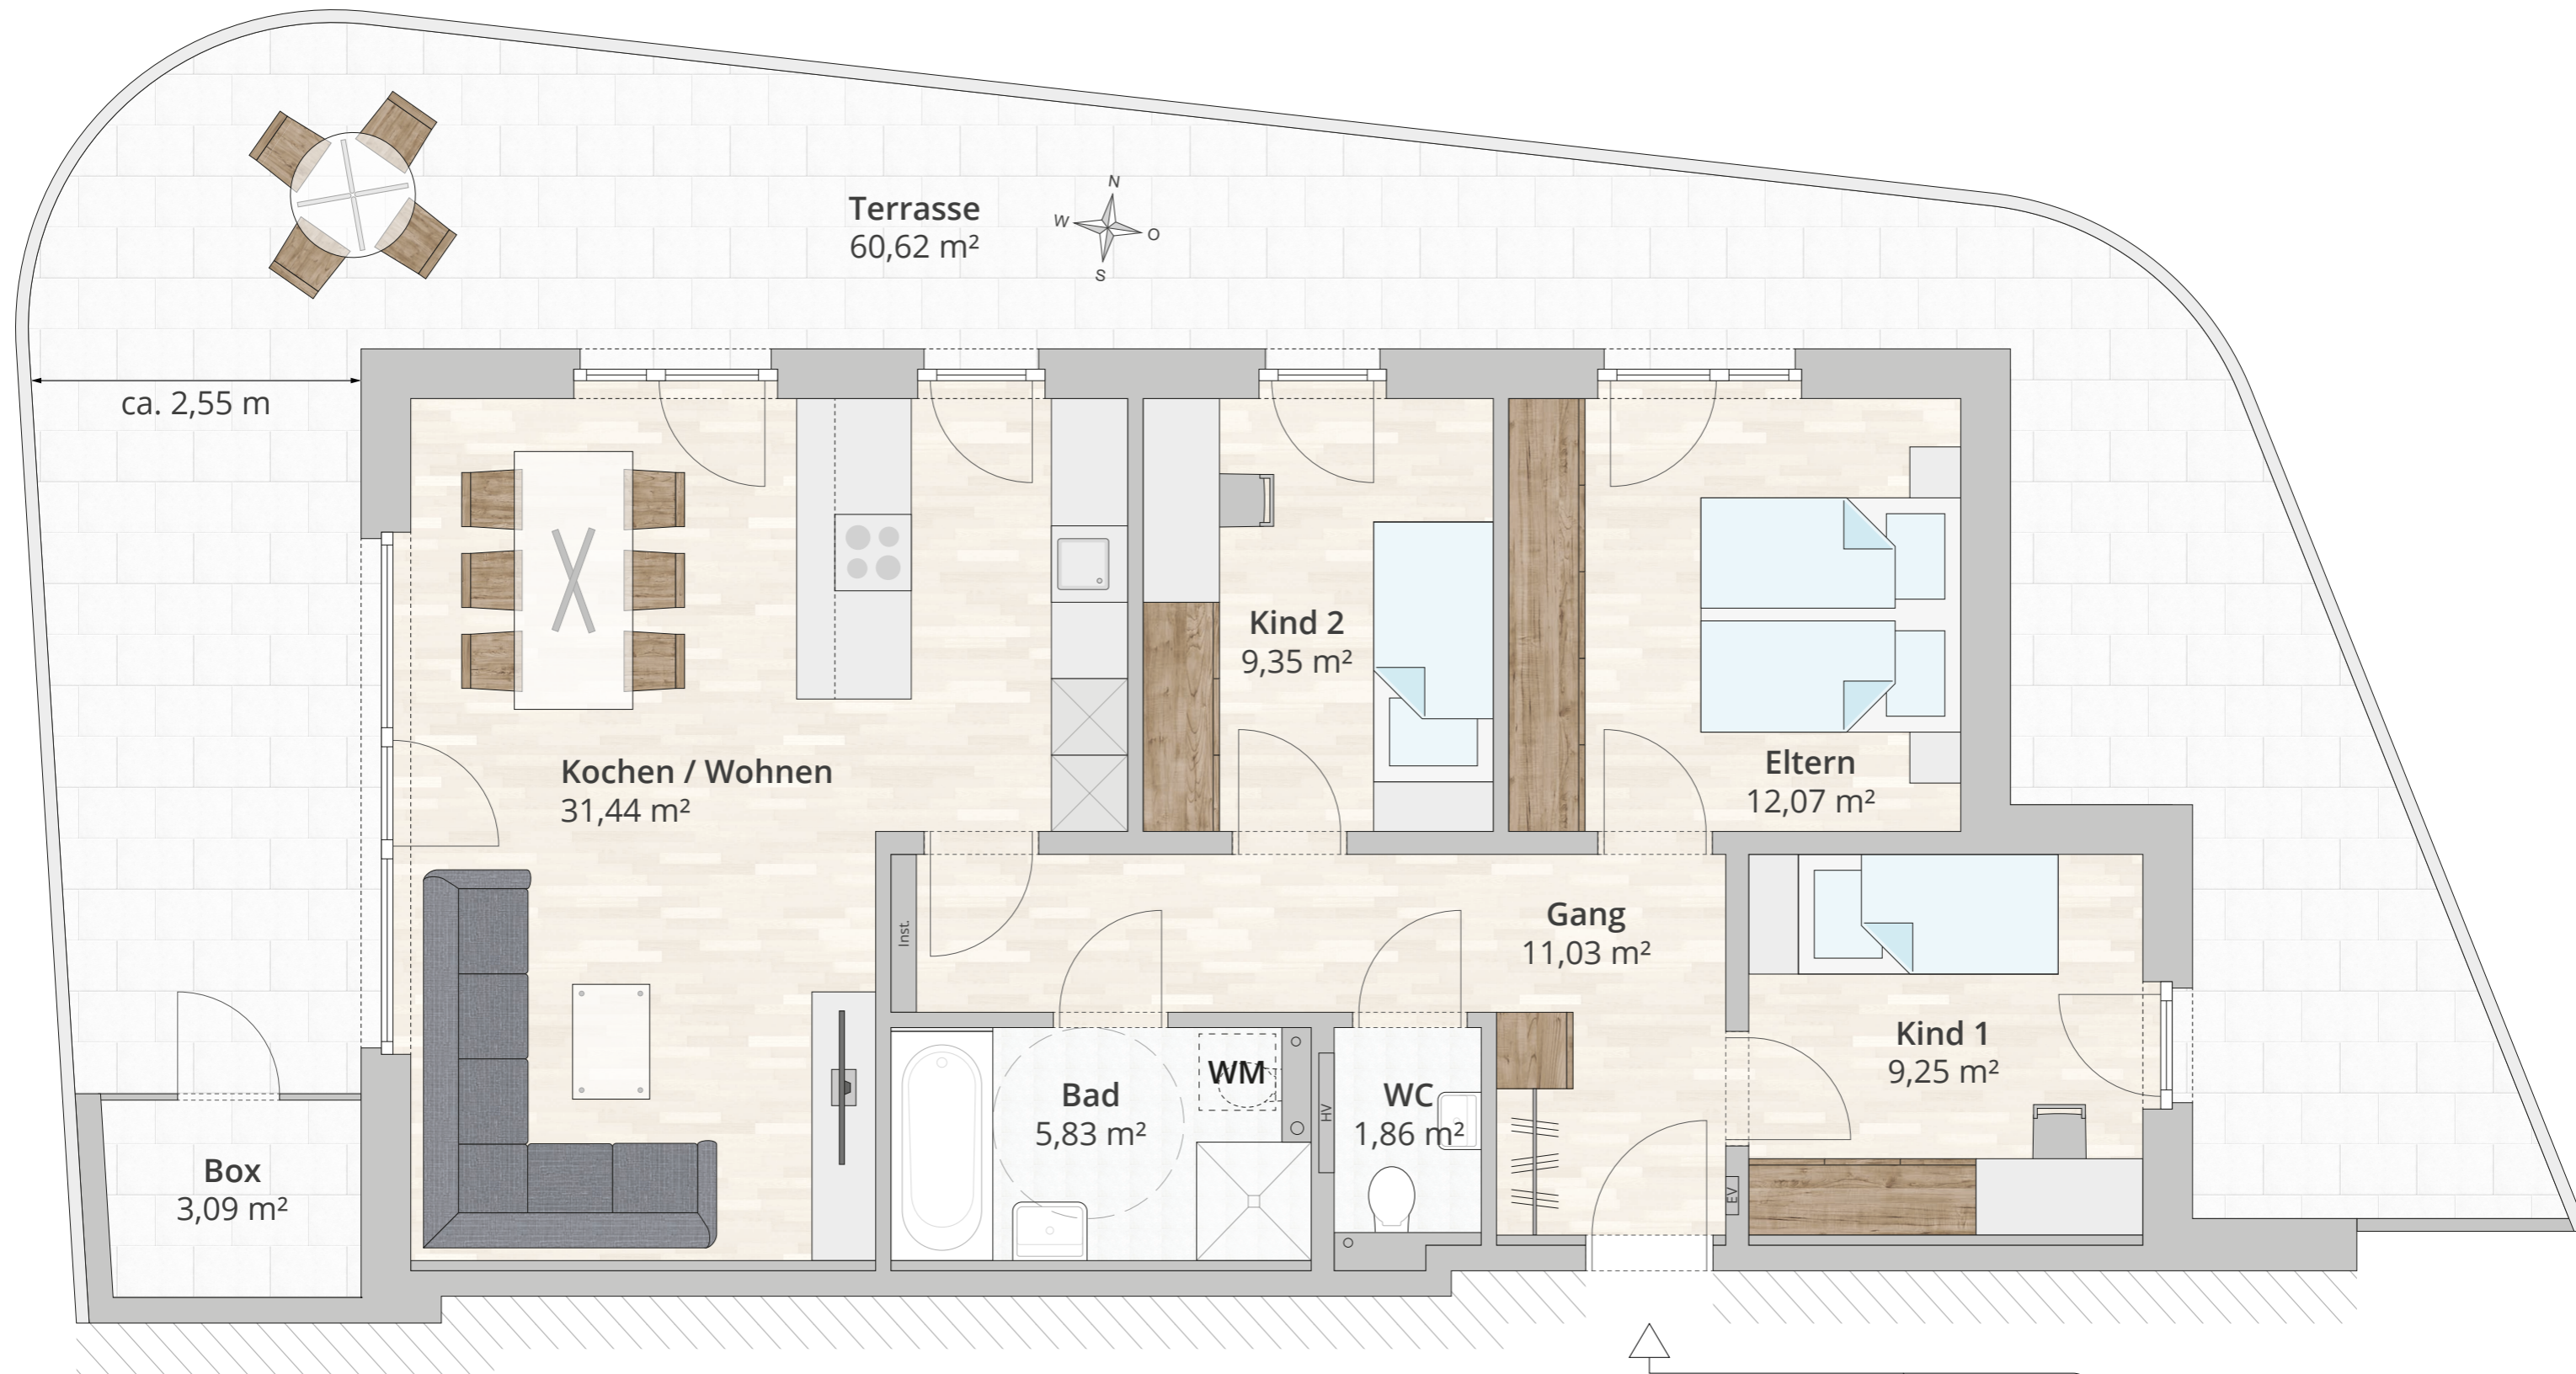 Terrasse
60,62 m²
N
W
O
S
ca. 2,55 m
Kind 2
9,35 m²
Kochen / Wohnen
31,44 m²
Eltern
12,07 m²
Inst.
Gang
11,03 m²
Kind 1
9,25 m²
WM
Bad
5,83 m²
HV
WC
1,86 m²
Box
3,09 m²
EV